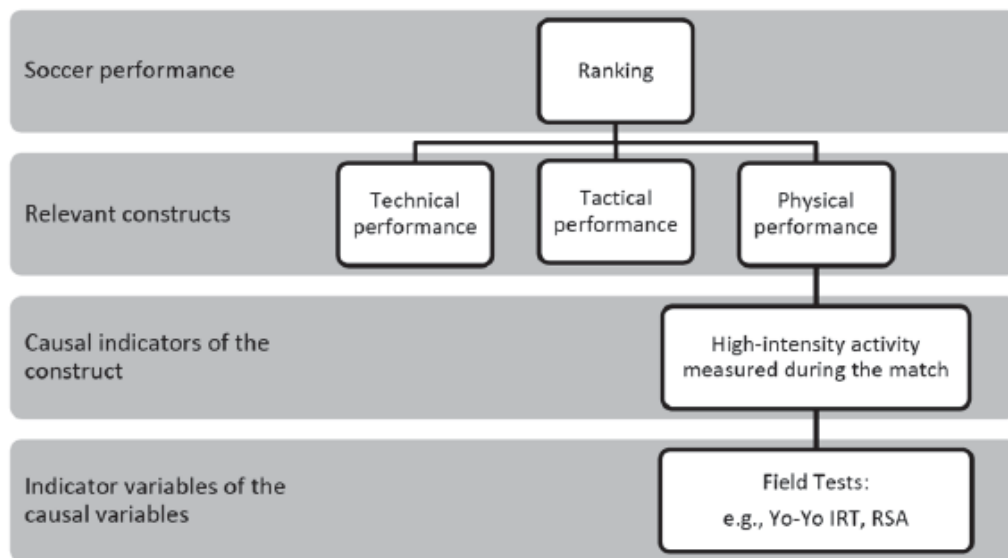 Soccer performance
Ranking
Relevant constructs
Technical
performance
Tactical
performance
Physical
performance
Causal indicators of the
construct
High-intensity activity
measured during the match
Indicator variables of the
causal variables
Field Tests:
e.g., Yo-Yo IRT, RSA